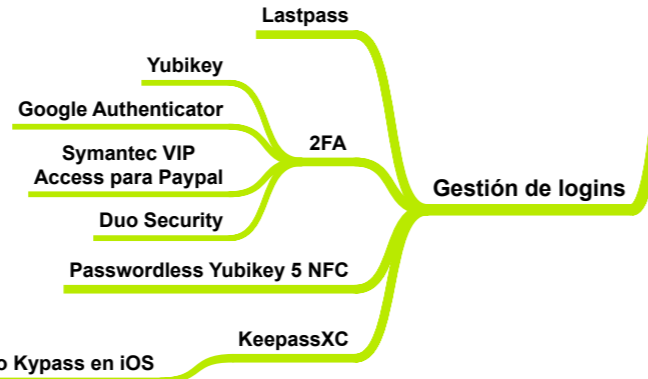 Lastpass
Yubikey
Google Authenticator
2FA
Symantec VIP
Access para Paypal
Gestión de logins
Duo Security
Passwordless Yubikey 5 NFC
KeepassXC
o Kypass en iOS